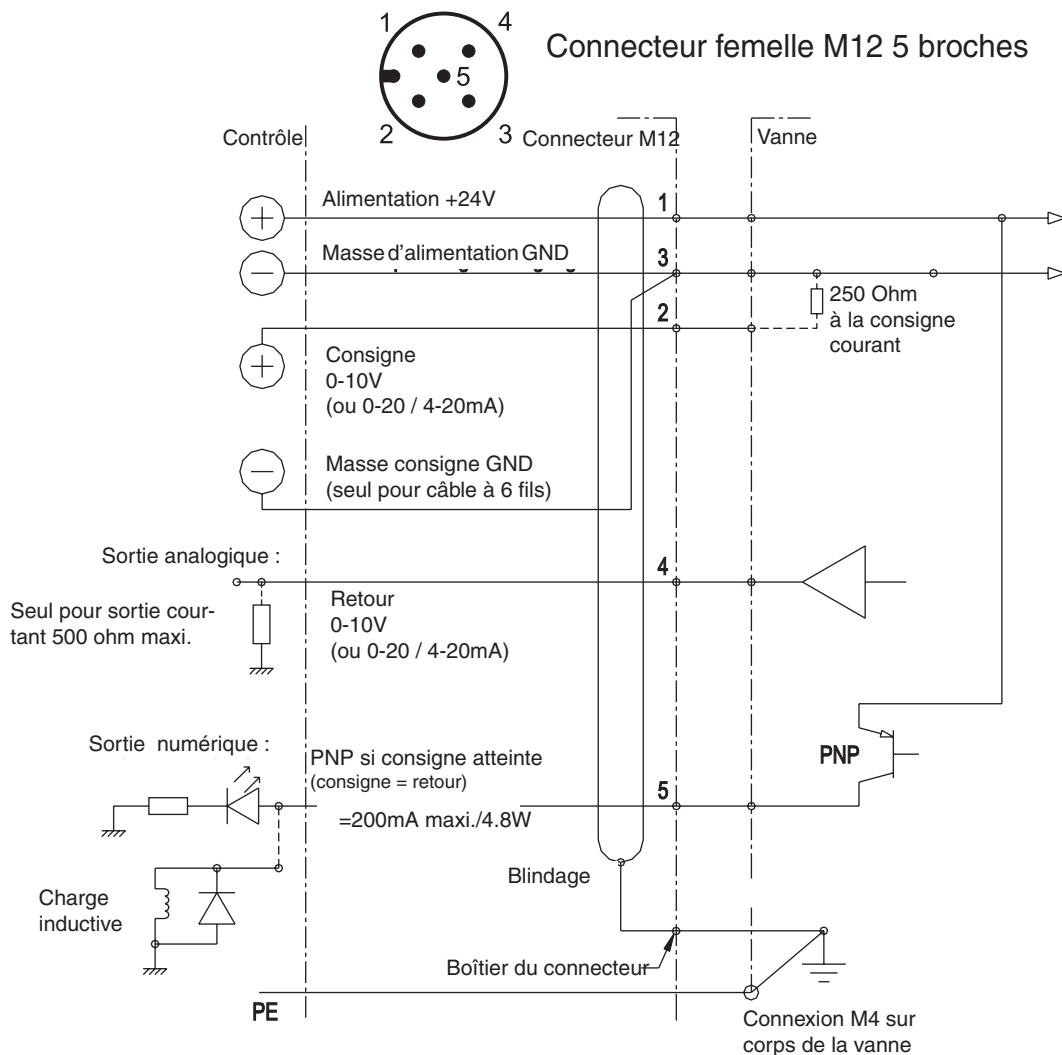 1
4
Connecteur femelle M12 5 broches
5
2
3
Contrôle
Connecteur M12
Vanne
Alimentation +24V
1
Masse d'alimentation GND
3
250 Ohm
à la consigne
courant
2
Consigne
0-10V
(ou 0-20 / 4-20mA)
Masse consigne GND
(seul pour câble à 6 fils)
Sortie analogique :
4
Seul pour sortie cour-
tant 500 ohm maxi.
Retour
0-10V
(ou 0-20 / 4-20mA)
Sortie numérique :
PNP si consigne atteinte
(consigne = retour)
PNP
5
=200mA maxi./4.8W
Blindage
Charge
inductive
Boîtier du connecteur
PE
Connexion M4 sur
corps de la vanne